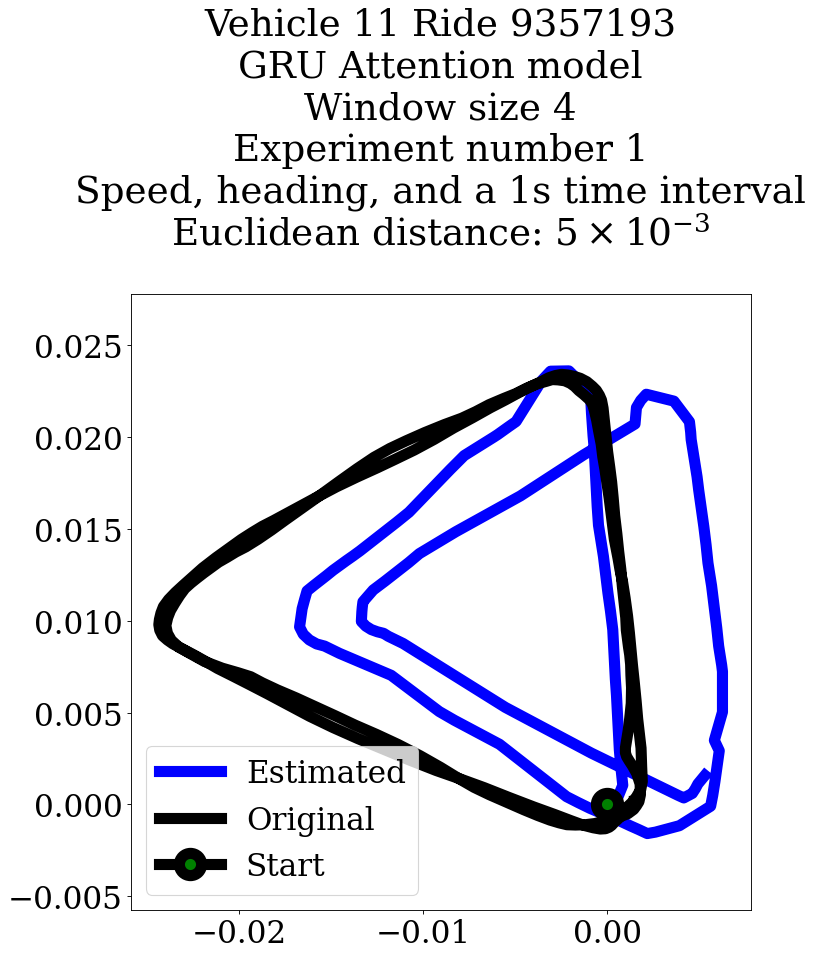 Vehicle 11 Ride 9357193
GRU Attention model
Window size 4
Experiment number 1
Speed, heading, and a 1s time interval
Euclidean distance: 5 × 10⁻³
0.025
0.020
0.015
0.010
0.005
0.000
−0.005
Estimated
Original
Start
−0.02
−0.01
0.00